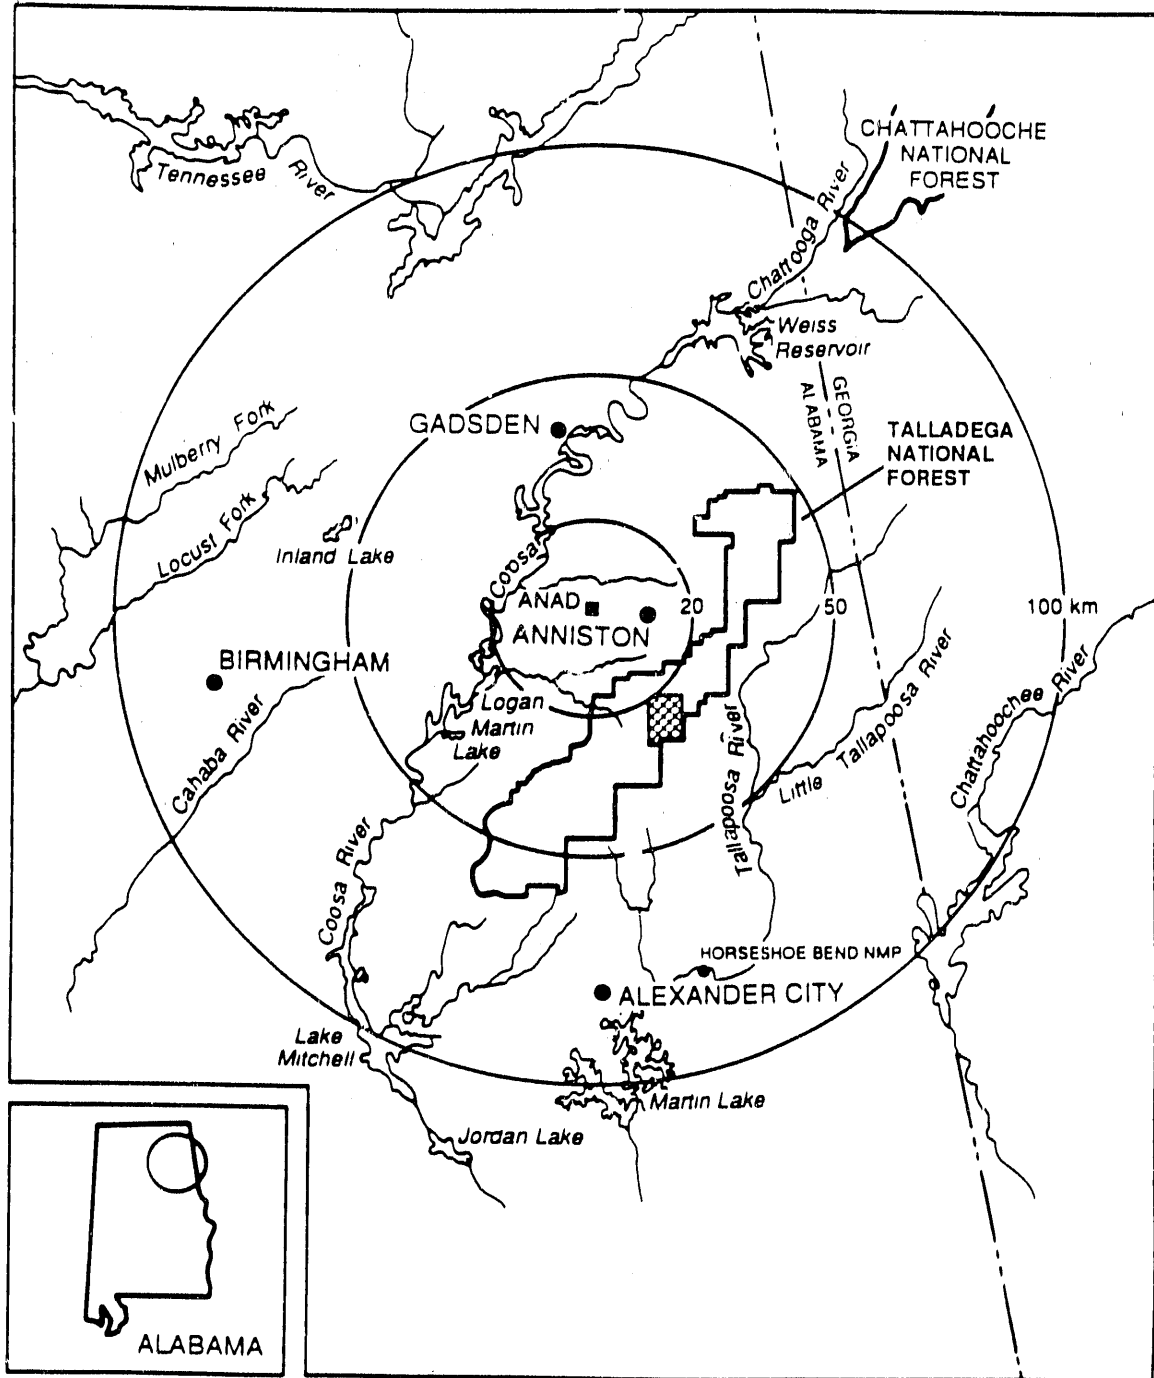 CHATTAHOOCHE
NATIONAL
FOREST
Tennessee River
Chattooga River
Weiss
Reservoir
GEORGIA
ALABAMA
GADSDEN
TALLADEGA
NATIONAL
FOREST
Mulberry Fork
Locust Fork
Inland Lake
Coosa
ANAD
20
50
100 km
ANNISTON
BIRMINGHAM
Logan
Martin
Lake
Cahaba River
Tallapoosa River
Little Tallapoosa River
Chattahoochee River
Coosa River
HORSESHOE BEND NMP
ALEXANDER CITY
Lake
Mitchell
Martin Lake
Jordan Lake
ALABAMA